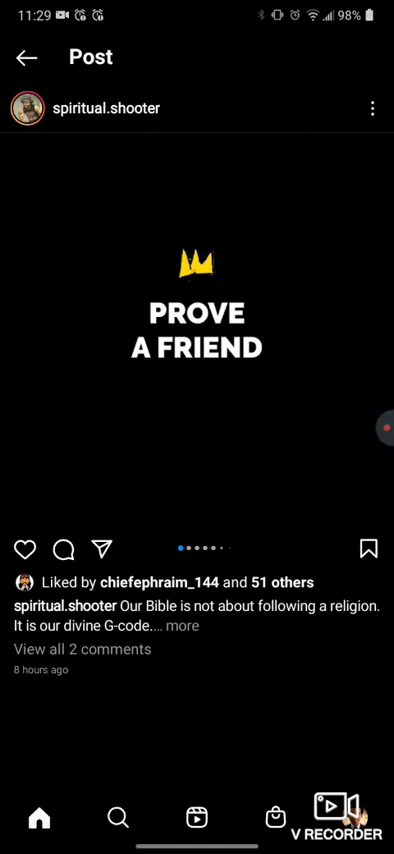 11:29
98%
Post
spiritual.shooter
PROVE
A FRIEND
Liked by chiefephraim_144 and 51 others
spiritual.shooter Our Bible is not about following a religion.
It is our divine G-code.... more
View all 2 comments
8 hours ago
V RECORDER